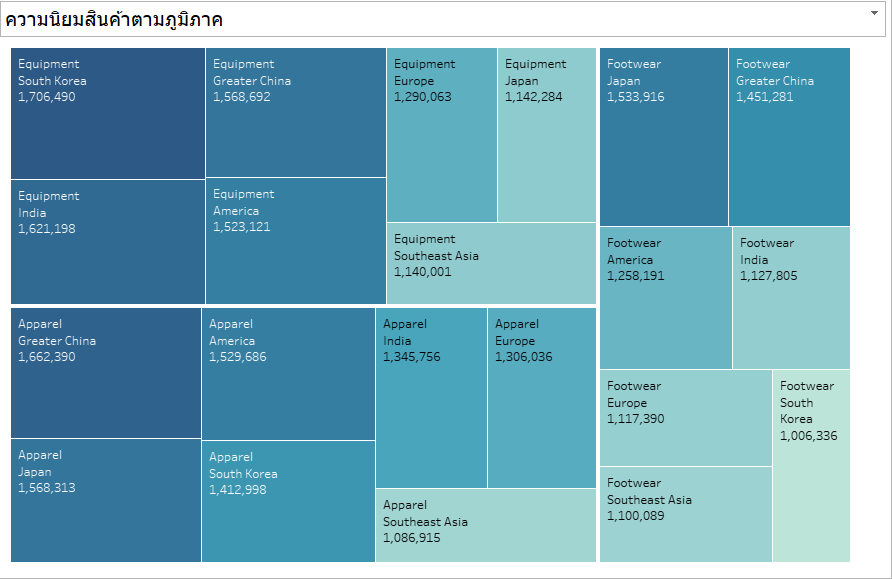 ความนิยมสินค้าตามภูมิภาค
Equipment
South Korea
1,706,490
Equipment
Greater China
1,568,692
Equipment
Europe
1,290,063
Equipment
Japan
1,142,284
Equipment
India
1,621,198
Equipment
America
1,523,121
Equipment
Southeast Asia
1,140,001
Apparel
Greater China
1,662,390
Apparel
America
1,529,686
Apparel
India
1,345,756
Apparel
Europe
1,306,036
Apparel
Japan
1,568,313
Apparel
South Korea
1,412,998
Apparel
Southeast Asia
1,086,915
Footwear
Japan
1,533,916
Footwear
Greater China
1,451,281
Footwear
America
1,258,191
Footwear
India
1,127,805
Footwear
Europe
1,117,390
Footwear
South
Korea
1,006,336
Footwear
Southeast Asia
1,100,089